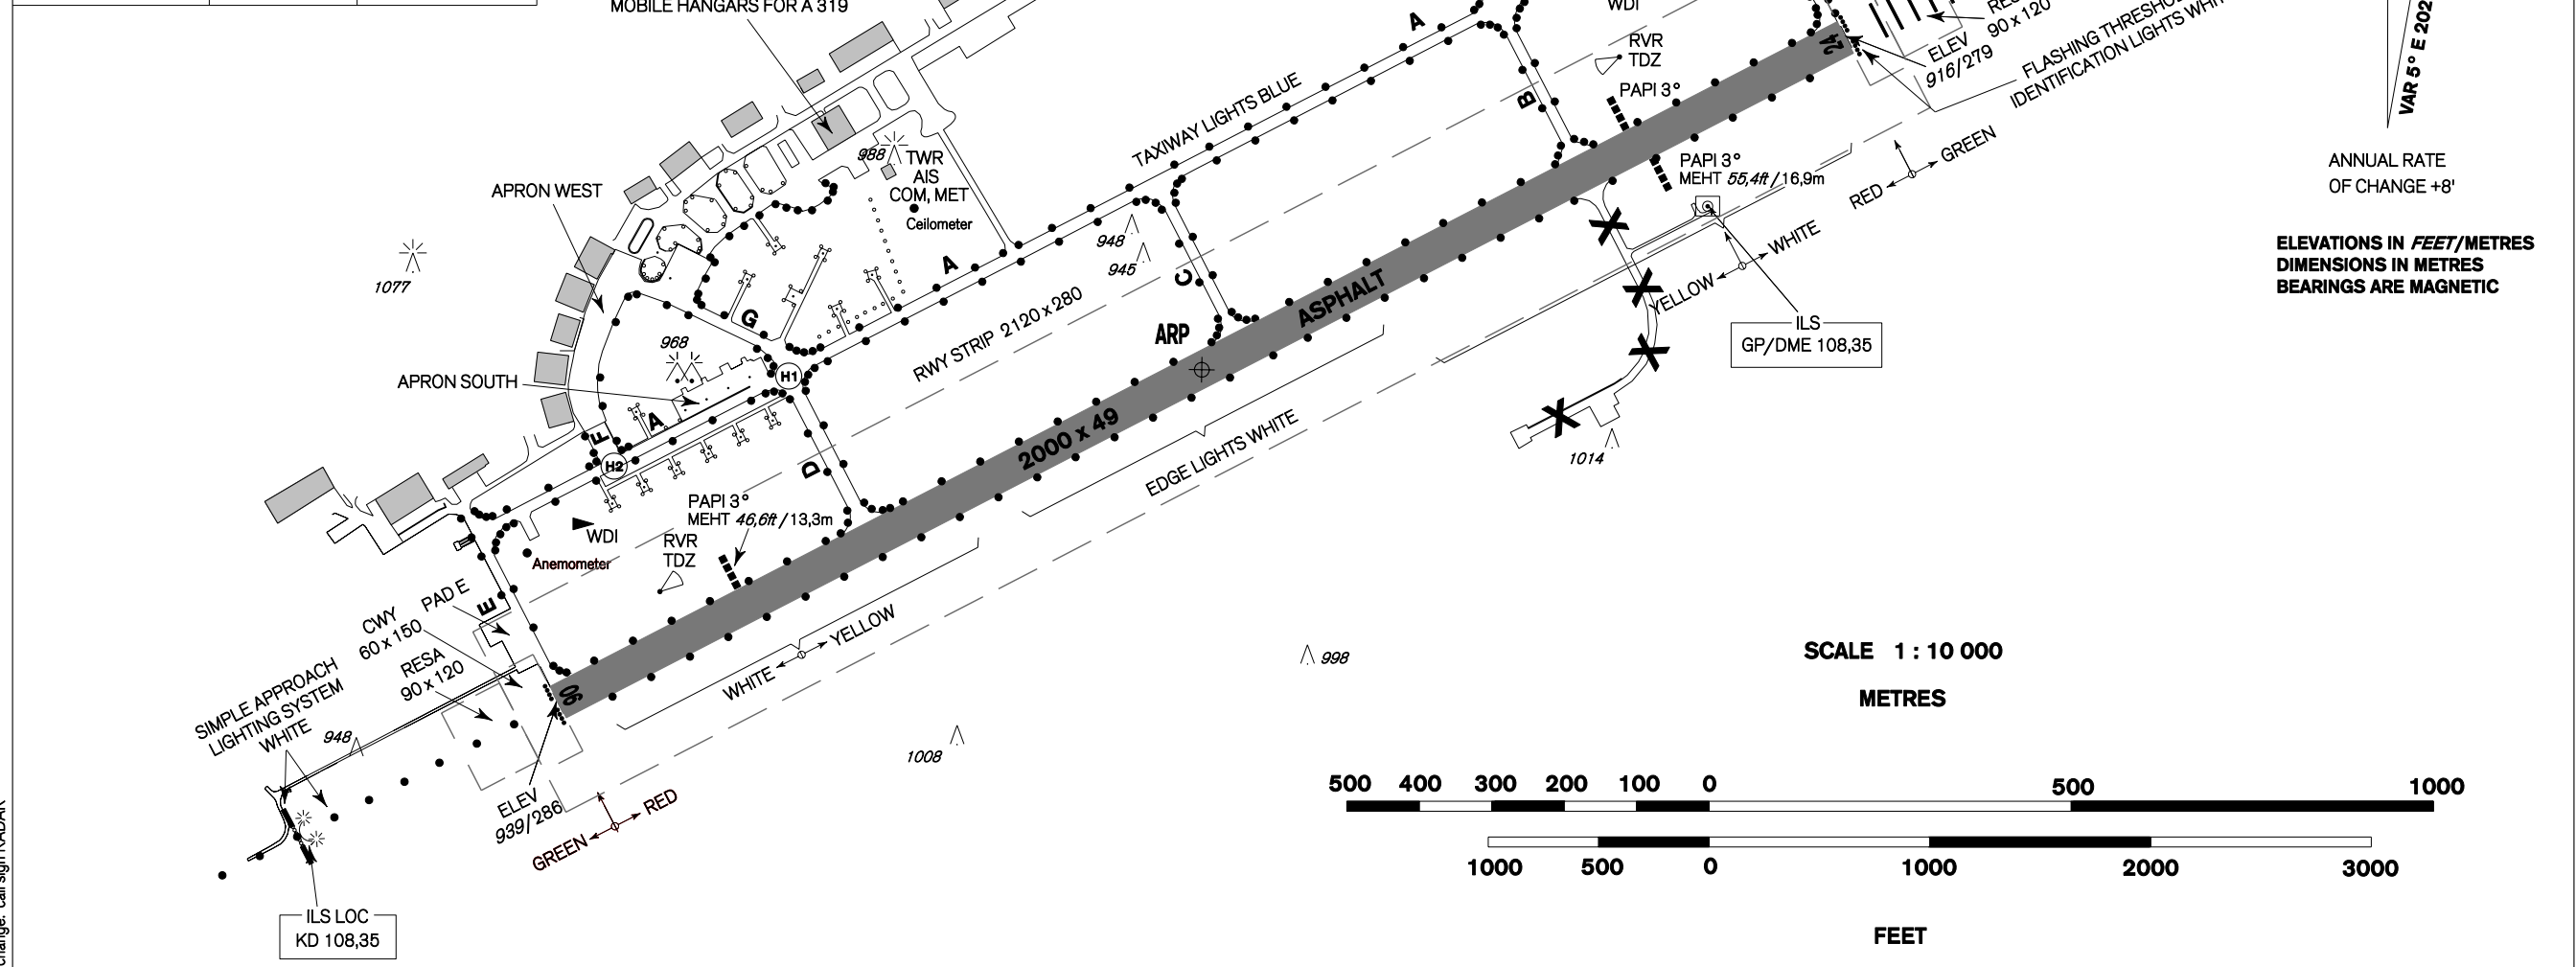 MOBILE HANGARS FOR A 319
A
WDI
RESA
90 x 120
24
ELEV
916/279
FLASHING THRESHOLD
IDENTIFICATION LIGHTS WHITE
VAR 5° E 202
RVR
TDZ
PAPI 3°
B
TAXIWAY LIGHTS BLUE
988
TWR
AIS
COM, MET
Ceilometer
APRON WEST
PAPI 3°
MEHT 55,4ft / 16,9m
RED
GREEN
ANNUAL RATE
OF CHANGE +8'
ELEVATIONS IN FEET/METRES
DIMENSIONS IN METRES
BEARINGS ARE MAGNETIC
1077
948
945
A
C
YELLOW
WHITE
G
RWY STRIP 2120 x 280
ARP
ASPHALT
ILS
GP/DME 108,35
968
APRON SOUTH
H1
A
F
H2
D
2000 x 49
EDGE LIGHTS WHITE
1014
PAPI 3°
MEHT 46,6ft / 13,3m
WDI
RVR
TDZ
Anemometer
PAD E
E
CWY
60 x 150
RESA
90 x 120
WHITE
YELLOW
998
SCALE 1 : 10 000
METRES
06
SIMPLE APPROACH
LIGHTING SYSTEM
WHITE
948
1008
ELEV
939/286
GREEN
RED
500 400 300 200 100 0 500 1000
1000 500 0 1000 2000 3000
FEET
ILS LOC
KD 108,35
change: call sign RADAR